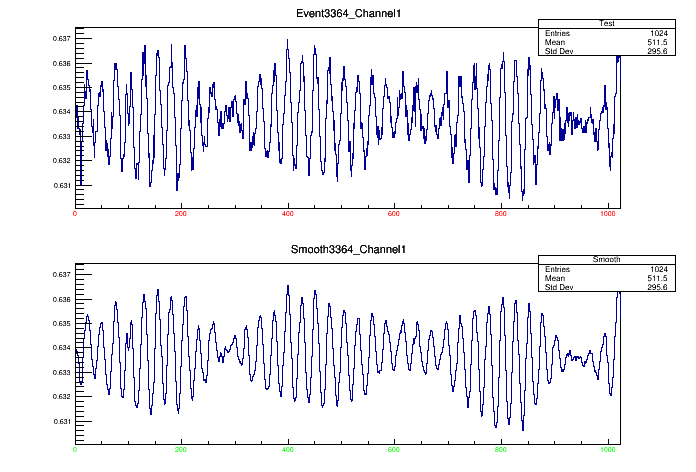 Event3364_Channel1
Test
Entries 1024
Mean 511.5
Std Dev 295.6
0.637
0.636
0.635
0.634
0.633
0.632
0.631
0 200 400 600 800 1000
Smooth3364_Channel1
Smooth
Entries 1024
Mean 511.5
Std Dev 295.6
0.637
0.636
0.635
0.634
0.633
0.632
0.631
0 200 400 600 800 1000